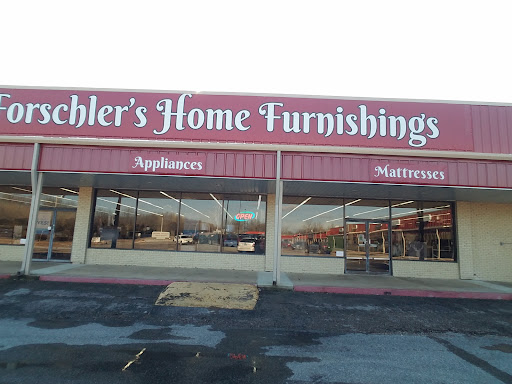 Forschler's Home Furnishings
Appliances
Mattresses
OPEN